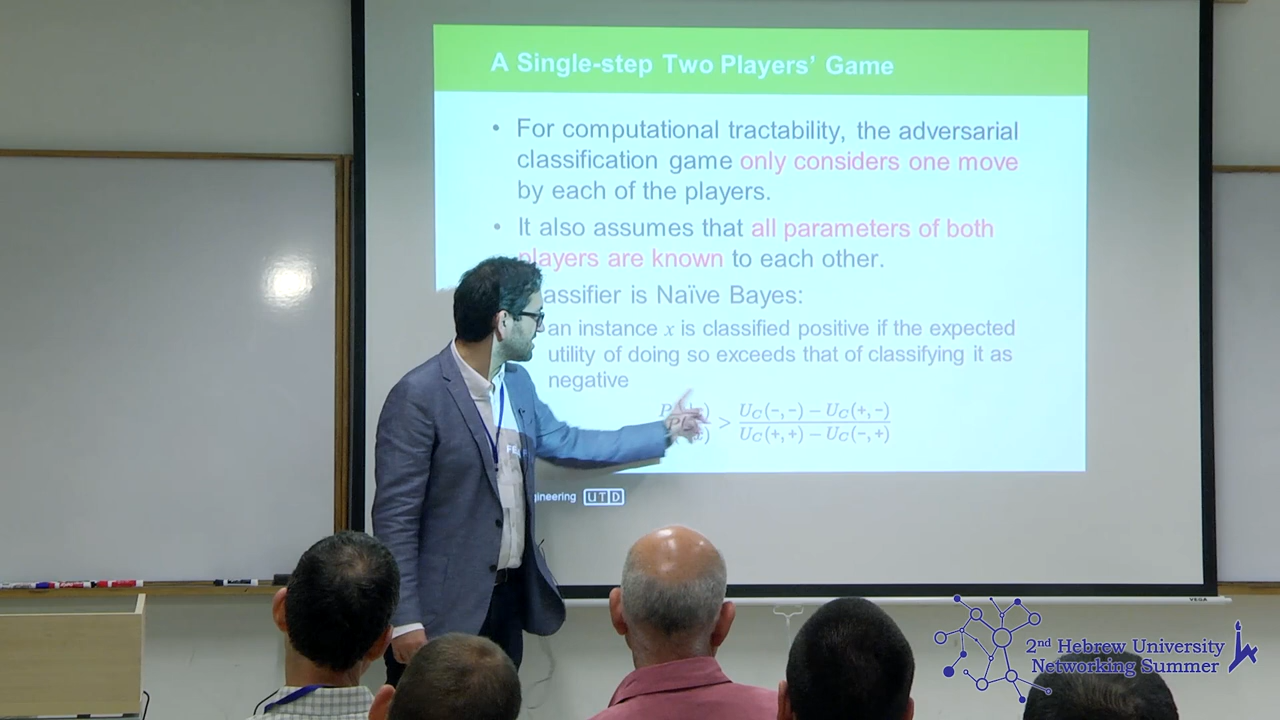 A Single-step Two Players' Game
• For computational tractability, the adversarial
classification game only considers one move
by each of the players.
• It also assumes that all parameters of both
players are known to each other.
assifier is Naïve Bayes:
an instance x is classified positive if the expected
utility of doing so exceeds that of classifying it as
negative
> U_C(−,−) − U_C(+,−)
U_C(+,+) − U_C(−,+)
gineering UTD
VEGA
2nd Hebrew University
Networking Summer